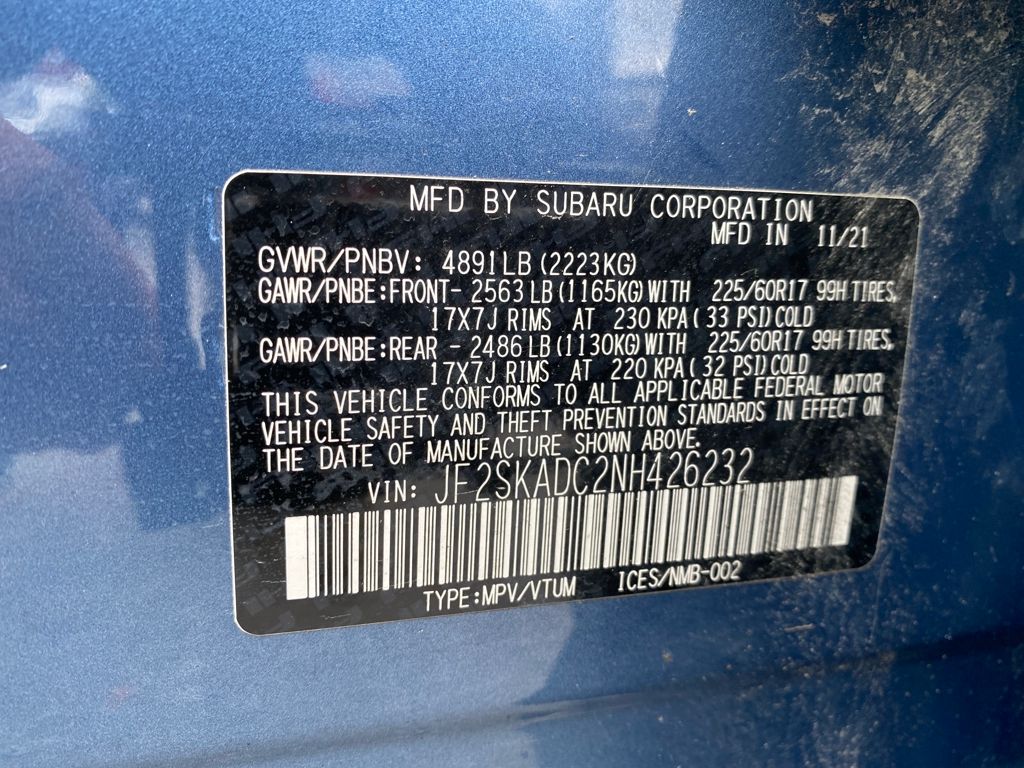 MFD BY SUBARU CORPORATION
MFD IN 11/21
GVWR/PNBV: 4891LB(2223KG)
GAWR/PNBE:FRONT- 2563LB(1165KG)WITH 225/60R17 99H TIRES,
17X7J RIMS AT 230 KPA( 33 PSI)COLD
GAWR/PNBE:REAR - 2486LB(1130KG)WITH 225/60R17 99H TIRES,
17X7J RIMS AT 220 KPA( 32 PSI)COLD
THIS VEHICLE CONFORMS TO ALL APPLICABLE FEDERAL MOTOR
VEHICLE SAFETY AND THEFT PREVENTION STANDARDS IN EFFECT ON
THE DATE OF MANUFACTURE SHOWN ABOVE.
VIN: JF2SKADC2NH426232
TYPE:MPV/VTUM ICES/NMB-002